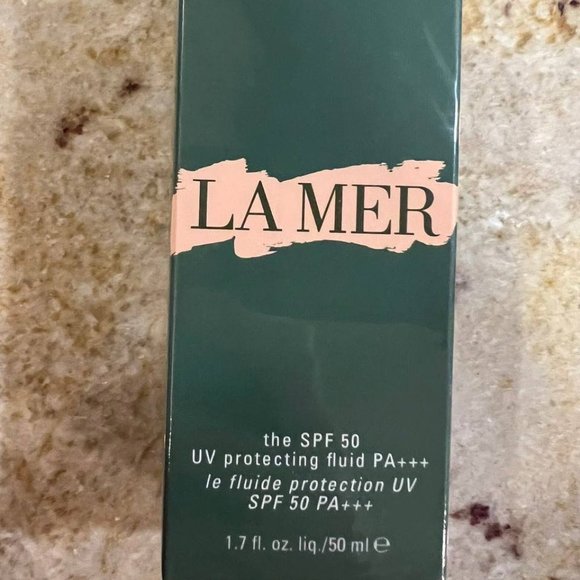 LA MER
the SPF 50
UV protecting fluid PA+++
le fluide protection UV
SPF 50 PA+++
1.7 fl. oz. liq./50 ml ℮